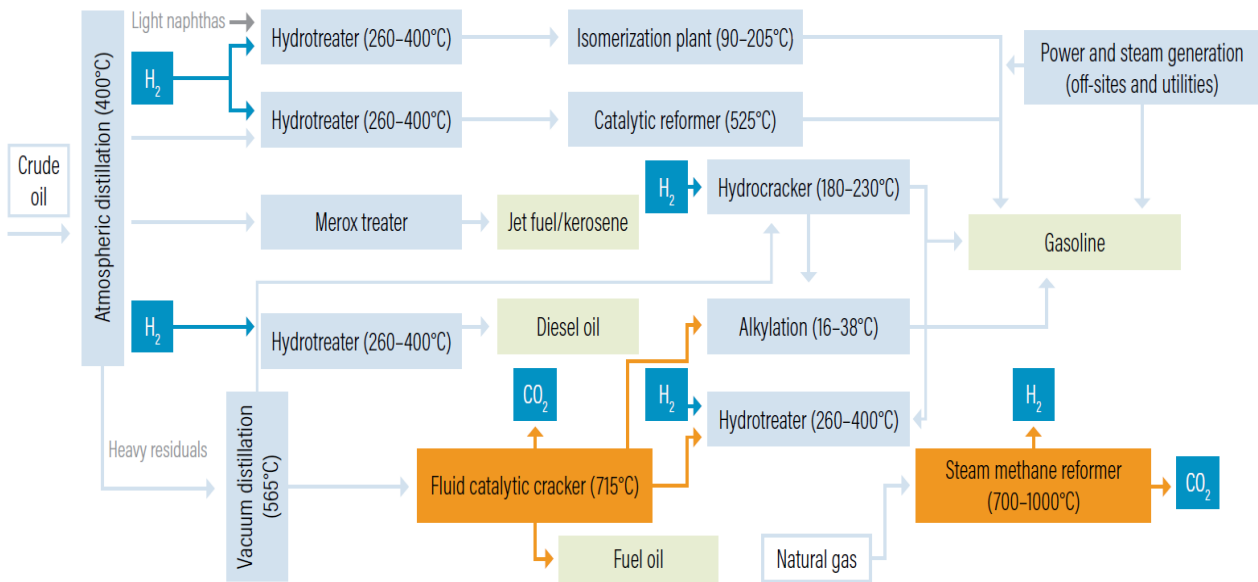 Light naphthas
H₂
Hydrotreater (260–400°C)
Isomerization plant (90–205°C)
Power and steam generation
(off-sites and utilities)
Hydrotreater (260–400°C)
Catalytic reformer (525°C)
Crude
oil
Atmospheric distillation (400°C)
Merox treater
Jet fuel/kerosene
H₂
Hydrocracker (180–230°C)
Gasoline
H₂
Hydrotreater (260–400°C)
Diesel oil
Alkylation (16–38°C)
CO₂
H₂
Hydrotreater (260–400°C)
H₂
Heavy residuals
Vacuum distillation
(565°C)
Fluid catalytic cracker (715°C)
Steam methane reformer
(700–1000°C)
CO₂
Fuel oil
Natural gas